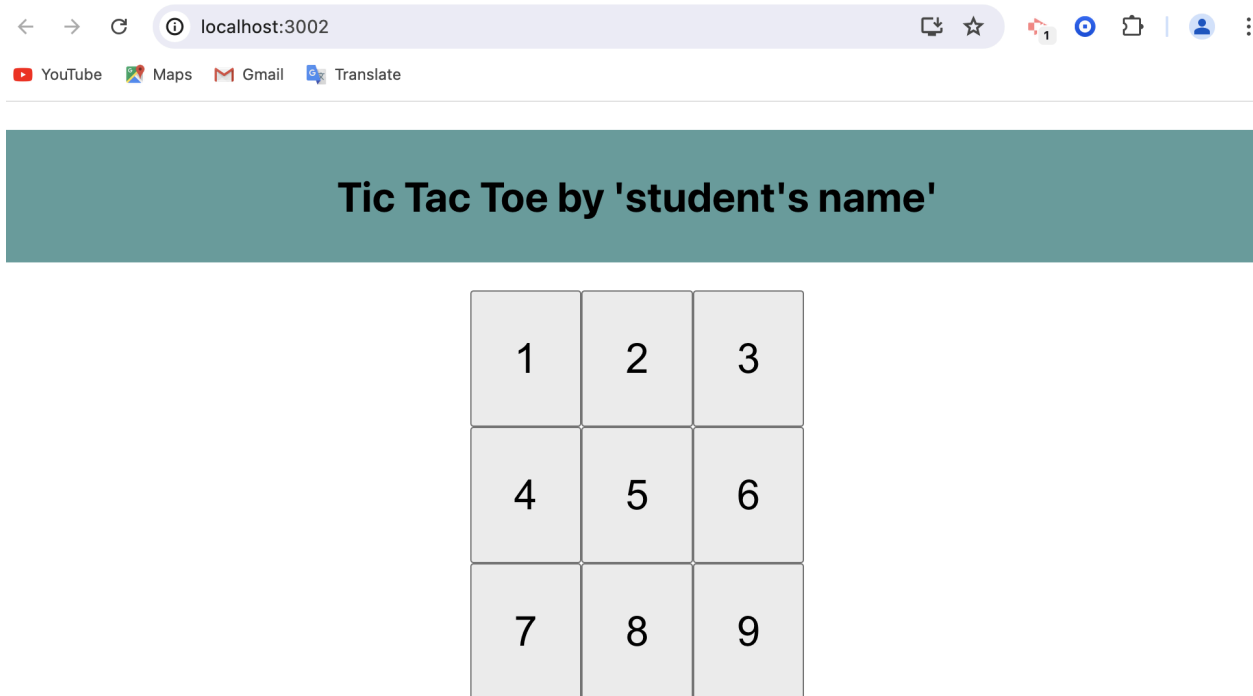 localhost:3002
1
YouTube Maps Gmail Translate
Tic Tac Toe by 'student's name'
1 2 3
4 5 6
7 8 9